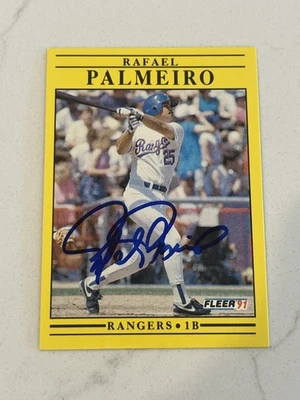 RAFAEL
PALMEIRO
Rangers
25
FLEER '91
RANGERS • 1B